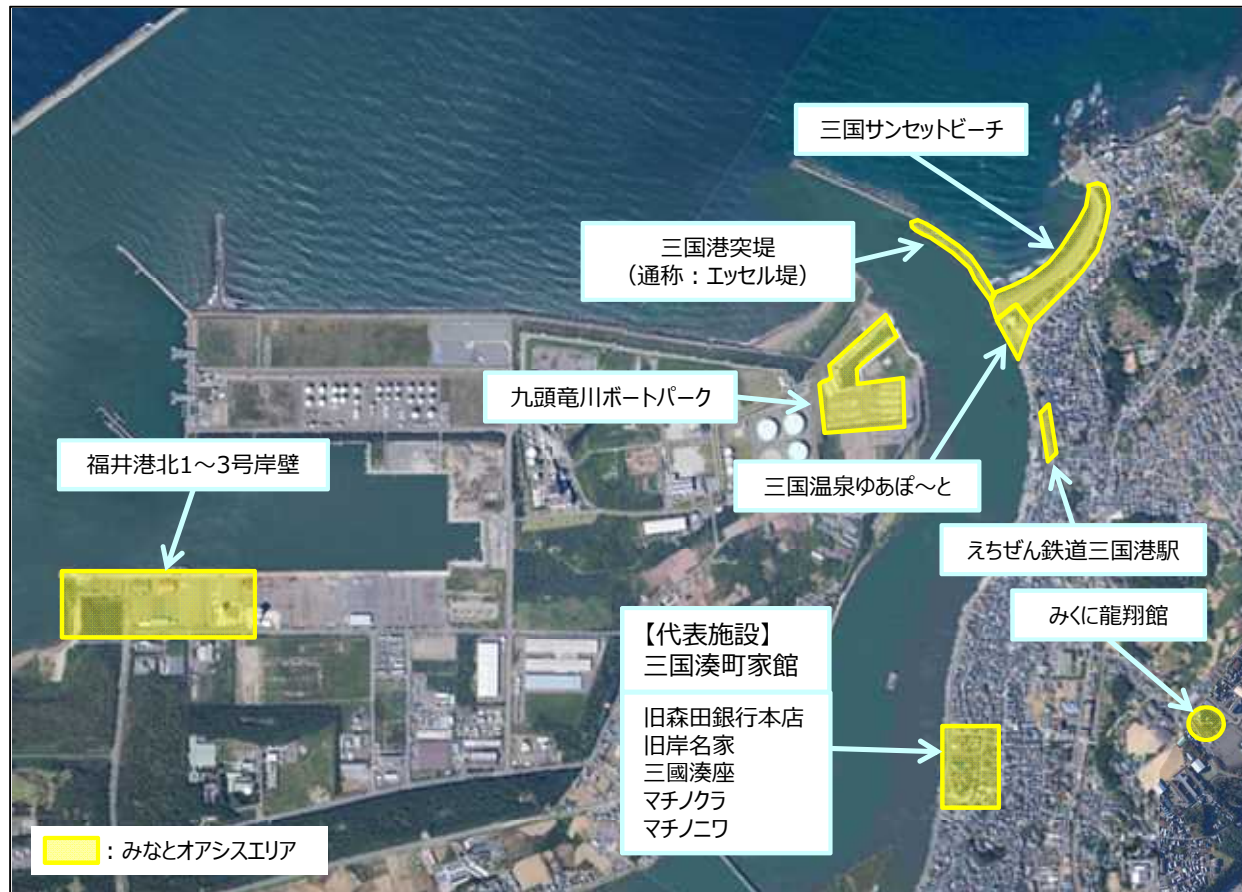 三国サンセットビーチ
三国港突堤
（通称：エッセル堤）
九頭竜川ボートパーク
福井港北1～3号岸壁
三国温泉ゆあぽ～と
えちぜん鉄道三国港駅
みくに龍翔館
【代表施設】
三国湊町家館
旧森田銀行本店
旧岸名家
三國湊座
マチノクラ
マチノニワ
：みなとオアシスエリア